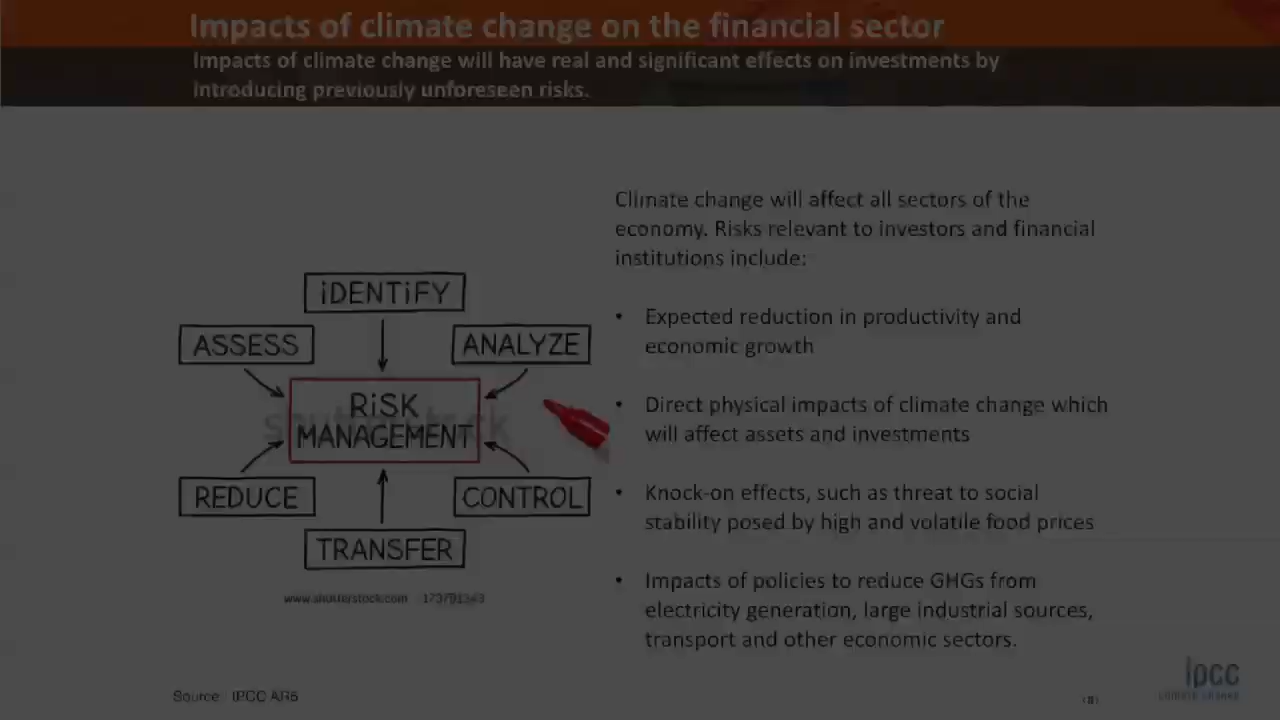 Impacts of climate change on the financial sector
Impacts of climate change will have real and significant effects on investments by
introducing previously unforeseen risks.
Climate change will affect all sectors of the
economy. Risks relevant to investors and financial
institutions include:
• Expected reduction in productivity and
economic growth
• Direct physical impacts of climate change which
will affect assets and investments
• Knock-on effects, such as threat to social
stability posed by high and volatile food prices
• Impacts of policies to reduce GHGs from
electricity generation, large industrial sources,
transport and other economic sectors.
iDENTiFY
ASSESS
ANALYZE
RiSK
MANAGEMENT
REDUCE
CONTROL
TRANSFER
shutterstock
www.shutterstock.com
Source: IPCC AR5
ipcc
CLIMATE CHANGE